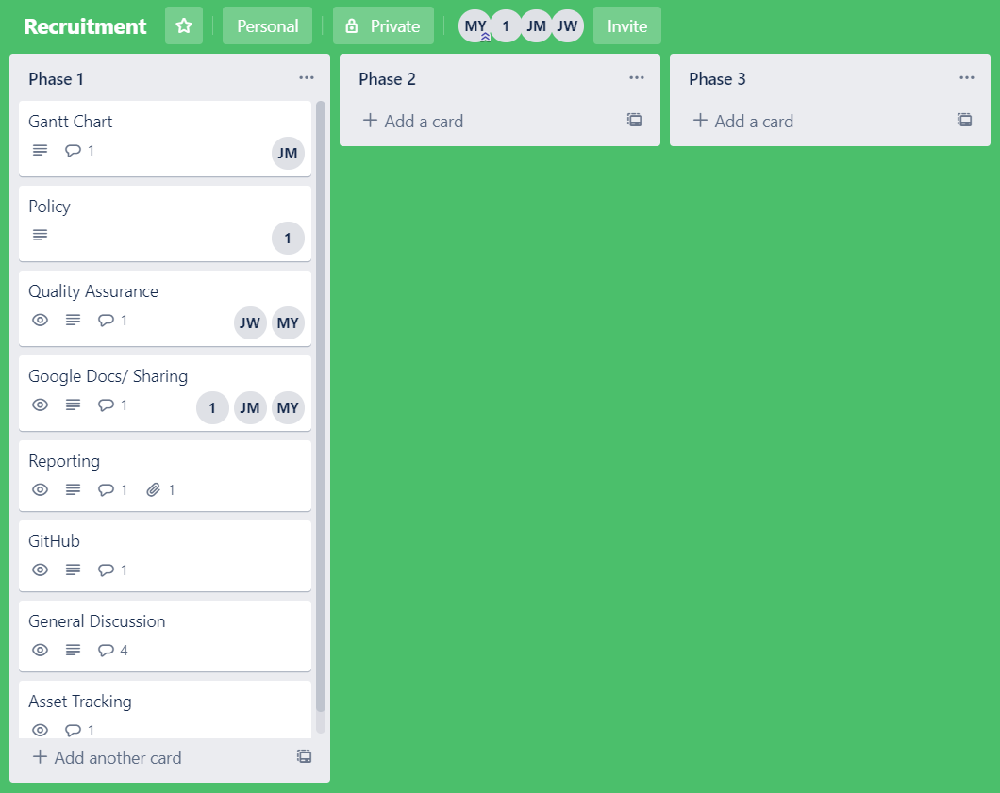 Recruitment
Personal
Private
MY 1 JM JW
Invite
Phase 1
Gantt Chart
1
JM
Policy
1
Quality Assurance
1
JW MY
Google Docs/ Sharing
1
1 JM MY
Reporting
1 1
GitHub
1
General Discussion
4
Asset Tracking
1
Add another card
Phase 2
Add a card
Phase 3
Add a card